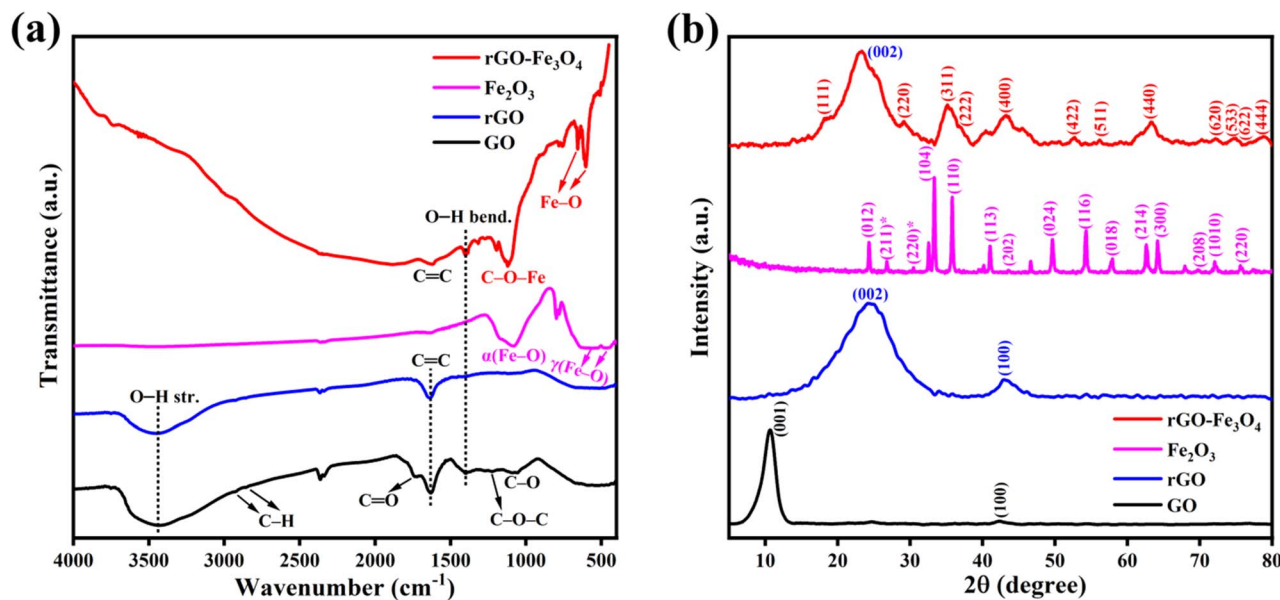 (a)
rGO-Fe₃O₄
Fe₂O₃
rGO
GO
Fe–O
O–H bend.
C=C
C–O–Fe
C=C
α(Fe–O)
γ(Fe–O)
O–H str.
C–H
C=O
C–O
C–O–C
4000 3500 3000 2500 2000 1500 1000 500
Wavenumber (cm⁻¹)
Transmittance (a.u.)
(b)
(111)
(002)
(220)
(311)
(222)
(400)
(422)
(511)
(440)
(620)
(533)
(622)
(444)
(012)
(211)*
(220)*
(104)
(110)
(113)
(202)
(024)
(116)
(018)
(214)
(300)
(208)
(1010)
(220)
(002)
(100)
(001)
(100)
rGO-Fe₃O₄
Fe₂O₃
rGO
GO
10 20 30 40 50 60 70 80
2θ (degree)
Intensity (a.u.)